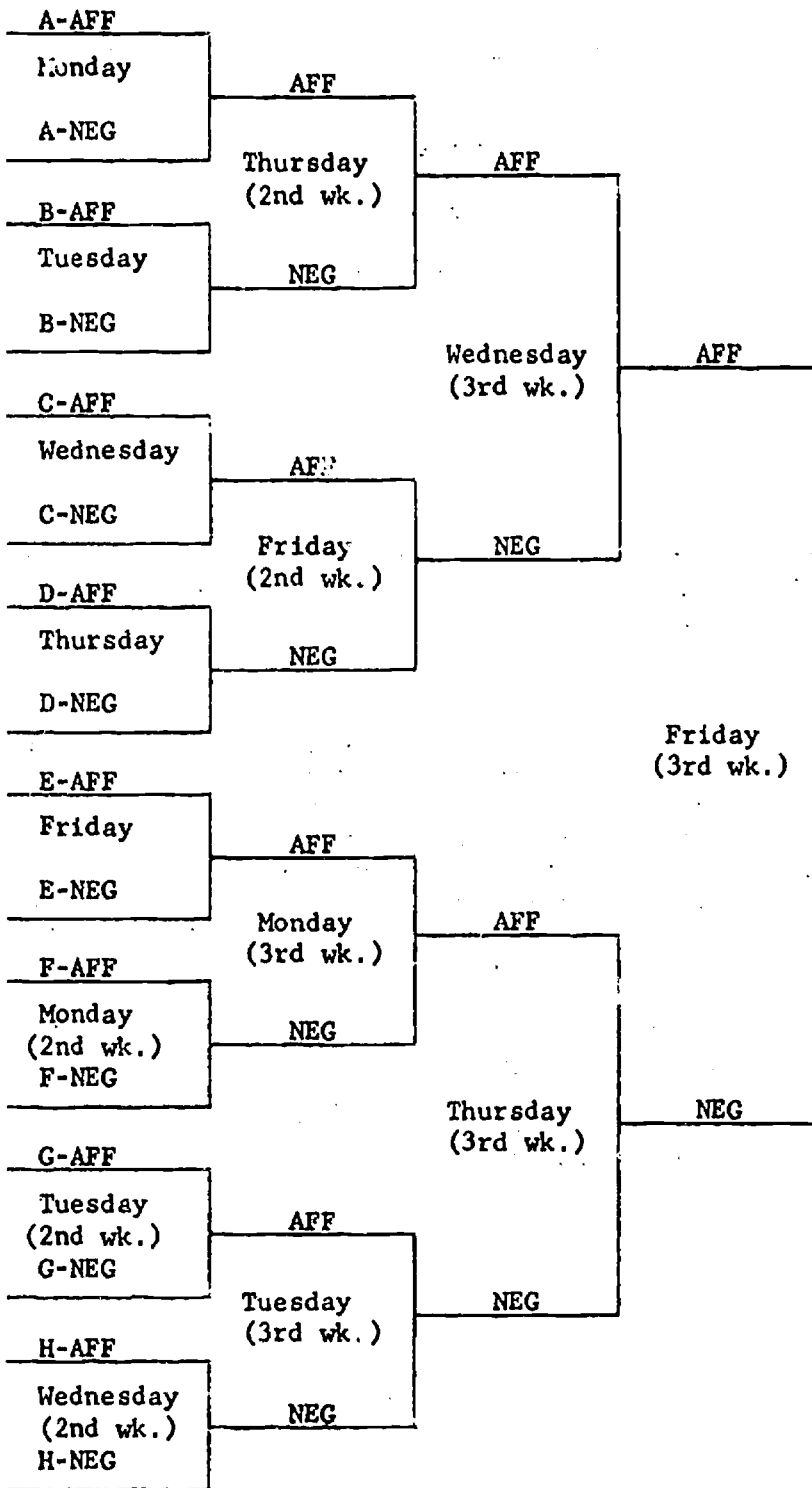 A-AFF
Monday
AFF
A-NEG
Thursday
(2nd wk.)
AFF
B-AFF
Tuesday
NEG
B-NEG
Wednesday
(3rd wk.)
AFF
C-AFF
Wednesday
AFF
C-NEG
Friday
(2nd wk.)
NEG
D-AFF
Thursday
NEG
D-NEG
Friday
(3rd wk.)
E-AFF
Friday
AFF
E-NEG
Monday
(3rd wk.)
AFF
F-AFF
Monday
(2nd wk.)
NEG
F-NEG
Thursday
(3rd wk.)
NEG
G-AFF
Tuesday
(2nd wk.)
AFF
G-NEG
Tuesday
(3rd wk.)
NEG
H-AFF
Wednesday
(2nd wk.)
NEG
H-NEG